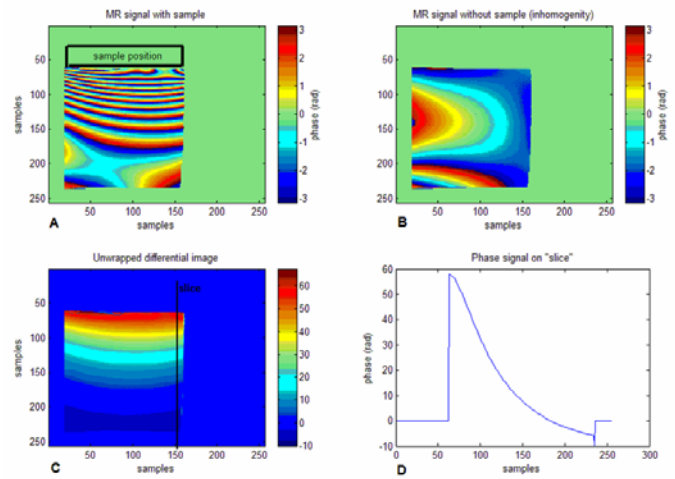 MR signal with sample
sample position
samples
50
100
150
200
250
50 100 150 200 250
samples
A
3
2
1
0
-1
-2
-3
phase (rad)
MR signal without sample (inhomogenity)
50
100
150
200
250
50 100 150 200 250
samples
B
3
2
1
0
-1
-2
-3
phase (rad)
Unwrapped differential image
slice
samples
50
100
150
200
250
50 100 150 200 250
samples
C
60
50
40
30
20
10
0
-10
Phase signal on "slice"
phase (rad)
60
50
40
30
20
10
0
-10
0 50 100 150 200 250 300
samples
D